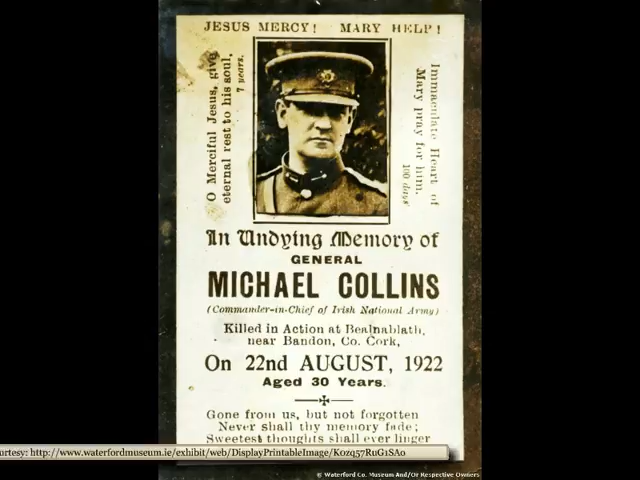 JESUS MERCY! MARY HELP!
O Merciful Jesus, give
eternal rest to his soul,
7 years.
Immaculate Heart of
Mary pray for him.
100 days
In Undying Memory of
GENERAL
MICHAEL COLLINS
(Commander-in-Chief of Irish National Army)
Killed in Action at Bealnablath,
near Bandon, Co. Cork,
On 22nd AUGUST, 1922
Aged 30 Years.
Gone from us, but not forgotten
Never shall thy memory fade;
Sweetest thoughts shall ever linger
urtesy: http://www.waterfordmuseum.ie/exhibit/web/DisplayPrintableImage/Kozq57RuG1SA0
© Waterford Co. Museum And/Or Respective Owners